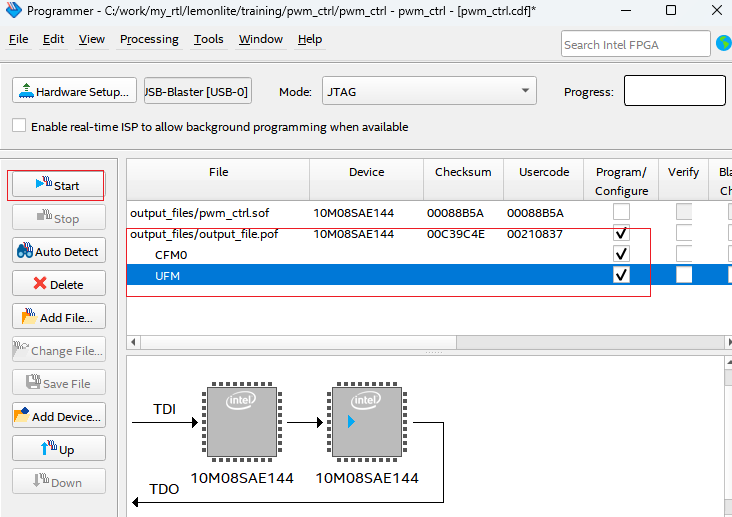 Programmer - C:/work/my_rtl/lemonlite/training/pwm_ctrl/pwm_ctrl - pwm_ctrl - [pwm_ctrl.cdf]*
File Edit View Processing Tools Window Help
Search Intel FPGA
Hardware Setup... JSB-Blaster [USB-0] Mode: JTAG Progress:
Enable real-time ISP to allow background programming when available
Start
Stop
Auto Detect
Delete
Add File...
Change File...
Save File
Add Device...
Up
Down
File Device Checksum Usercode Program/ Verify Bla
Configure Ch
output_files/pwm_ctrl.sof 10M08SAE144 00088B5A 00088B5A
output_files/output_file.pof 10M08SAE144 00C39C4E 00210837
CFM0
UFM
TDI
intel intel
10M08SAE144 10M08SAE144
TDO